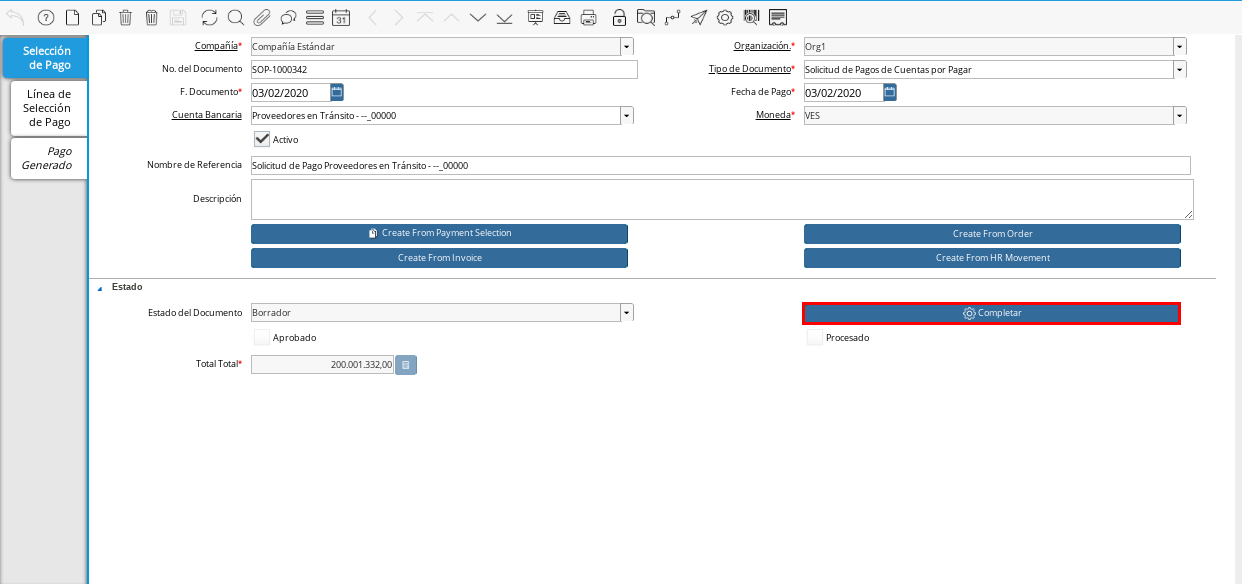 31
Selección
de Pago
Línea de
Selección
de Pago
Pago
Generado
Compañía* Compañía Estándar Organización.* Org1
No. del Documento SOP-1000342 Tipo de Documento* Solicitud de Pagos de Cuentas por Pagar
F. Documento* 03/02/2020 Fecha de Pago* 03/02/2020
Cuenta Bancaria Proveedores en Tránsito - --_00000 Moneda* VES
Activo
Nombre de Referencia Solicitud de Pago Proveedores en Tránsito - --_00000
Descripción
Create From Payment Selection Create From Order
Create From Invoice Create From HR Movement
Estado
Estado del Documento Borrador Completar
Aprobado Procesado
Total Total* 200.001.332,00